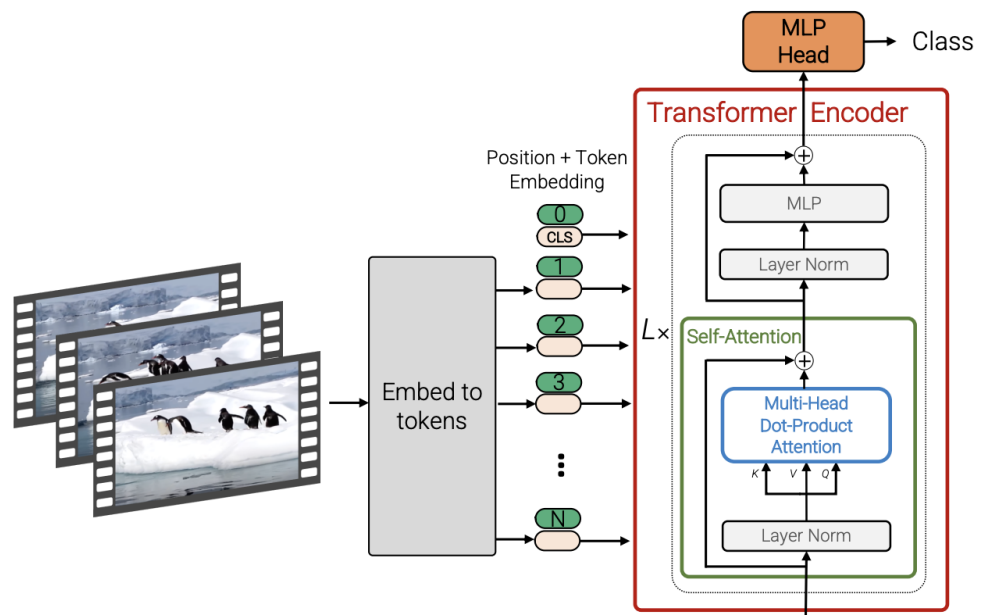 MLP
Head
Class
Transformer Encoder
Position + Token
Embedding
0
CLS
1
2
3
N
Embed to
tokens
L×
MLP
Layer Norm
Self-Attention
Multi-Head
Dot-Product
Attention
K V Q
Layer Norm